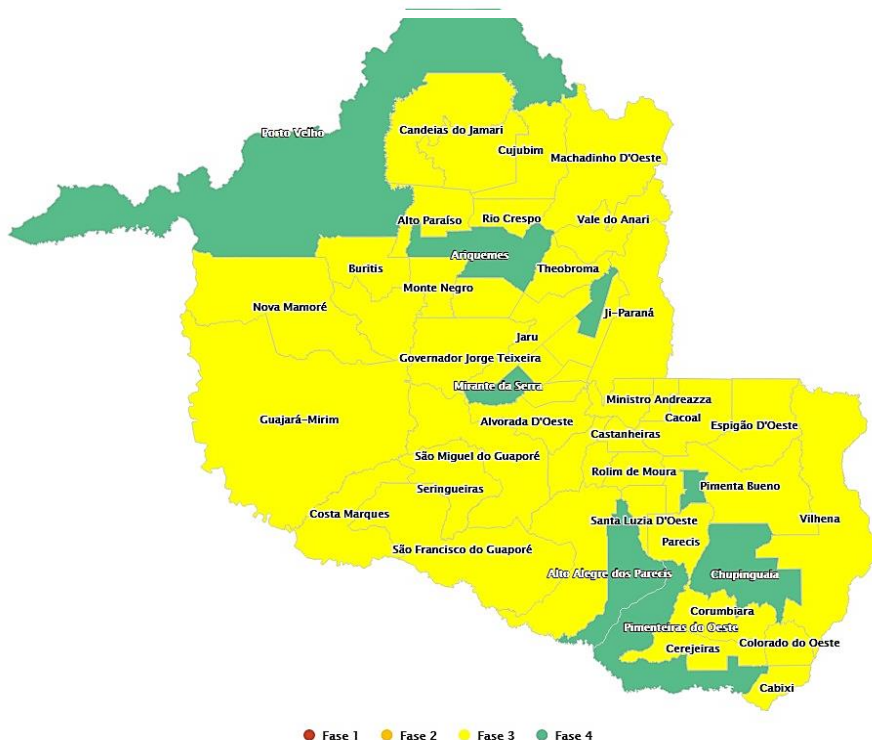 Porto Velho
Candeias do Jamari
Cujubim
Machadinho D'Oeste
Alto Paraíso
Rio Crespo
Vale do Anari
Ariquemes
Buritis
Theobroma
Monte Negro
Nova Mamoré
Ji-Paraná
Jaru
Governador Jorge Teixeira
Mirante da Serra
Ministro Andreazza
Guajará-Mirim
Alvorada D'Oeste
Cacoal
Espigão D'Oeste
Castanheiras
São Miguel do Guaporé
Rolim de Moura
Seringueiras
Pimenta Bueno
Costa Marques
Santa Luzia D'Oeste
Vilhena
Parecis
São Francisco do Guaporé
Alto Alegre dos Parecis
Chupinguaia
Corumbiara
Pimenteiras do Oeste
Colorado do Oeste
Cerejeiras
Cabixi
Fase 1 Fase 2 Fase 3 Fase 4